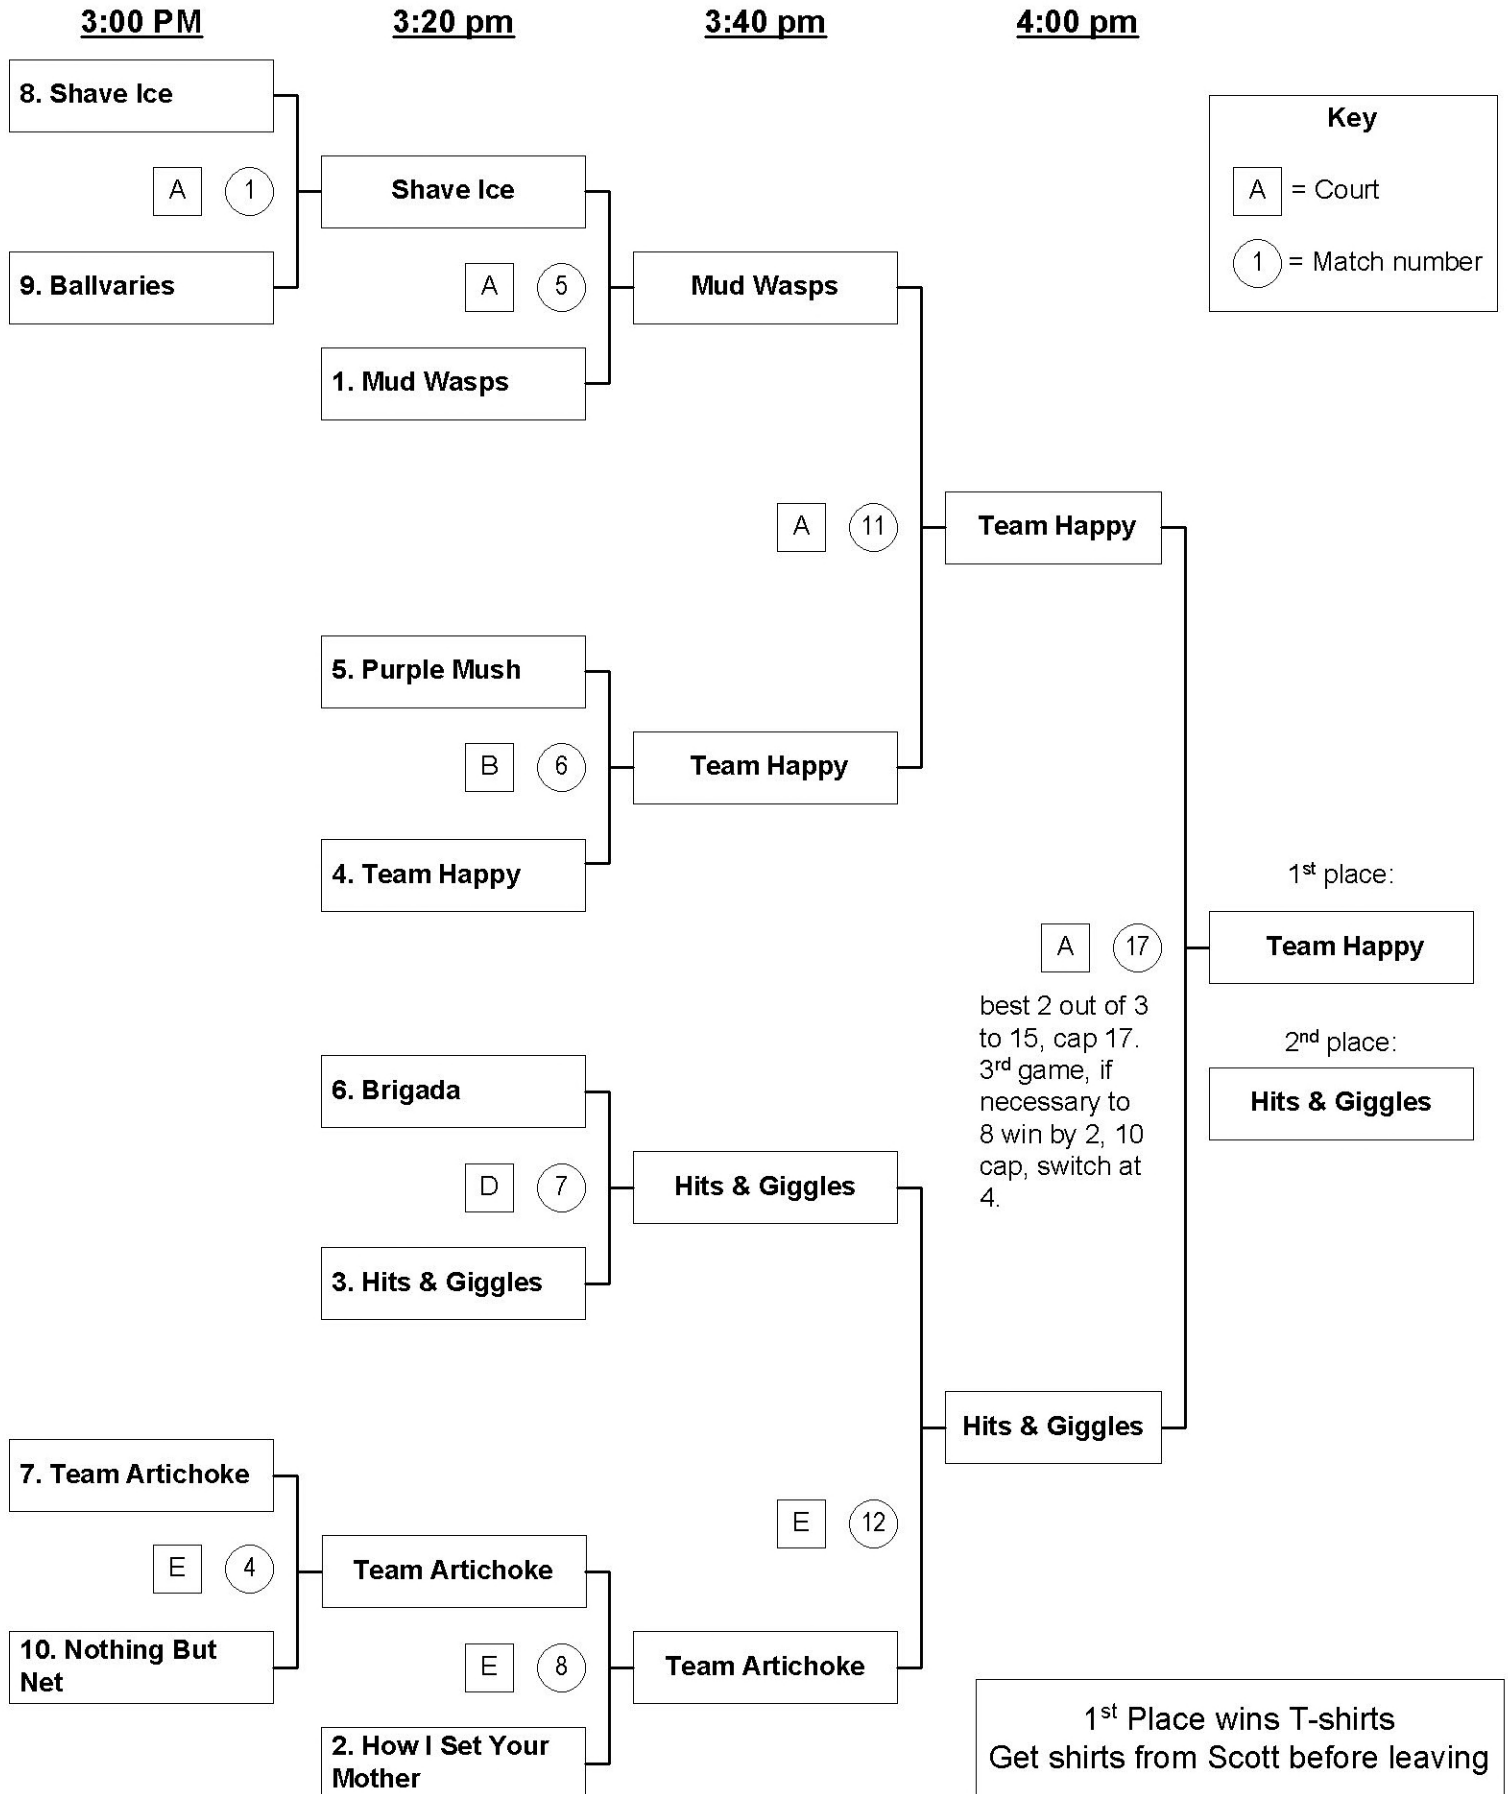 3:00 PM
3:20 pm
3:40 pm
4:00 pm
8. Shave Ice
A
1
9. Ballvaries
Shave Ice
A
5
1. Mud Wasps
Mud Wasps
Key
A = Court
1 = Match number
A
11
Team Happy
5. Purple Mush
B
6
4. Team Happy
Team Happy
A
17
best 2 out of 3
to 15, cap 17.
3rd game, if
necessary to
8 win by 2, 10
cap, switch at
4.
1st place:
Team Happy
2nd place:
Hits & Giggles
6. Brigada
D
7
3. Hits & Giggles
Hits & Giggles
Hits & Giggles
E
12
7. Team Artichoke
E
4
10. Nothing But
Net
Team Artichoke
E
8
2. How I Set Your
Mother
Team Artichoke
1st Place wins T-shirts
Get shirts from Scott before leaving